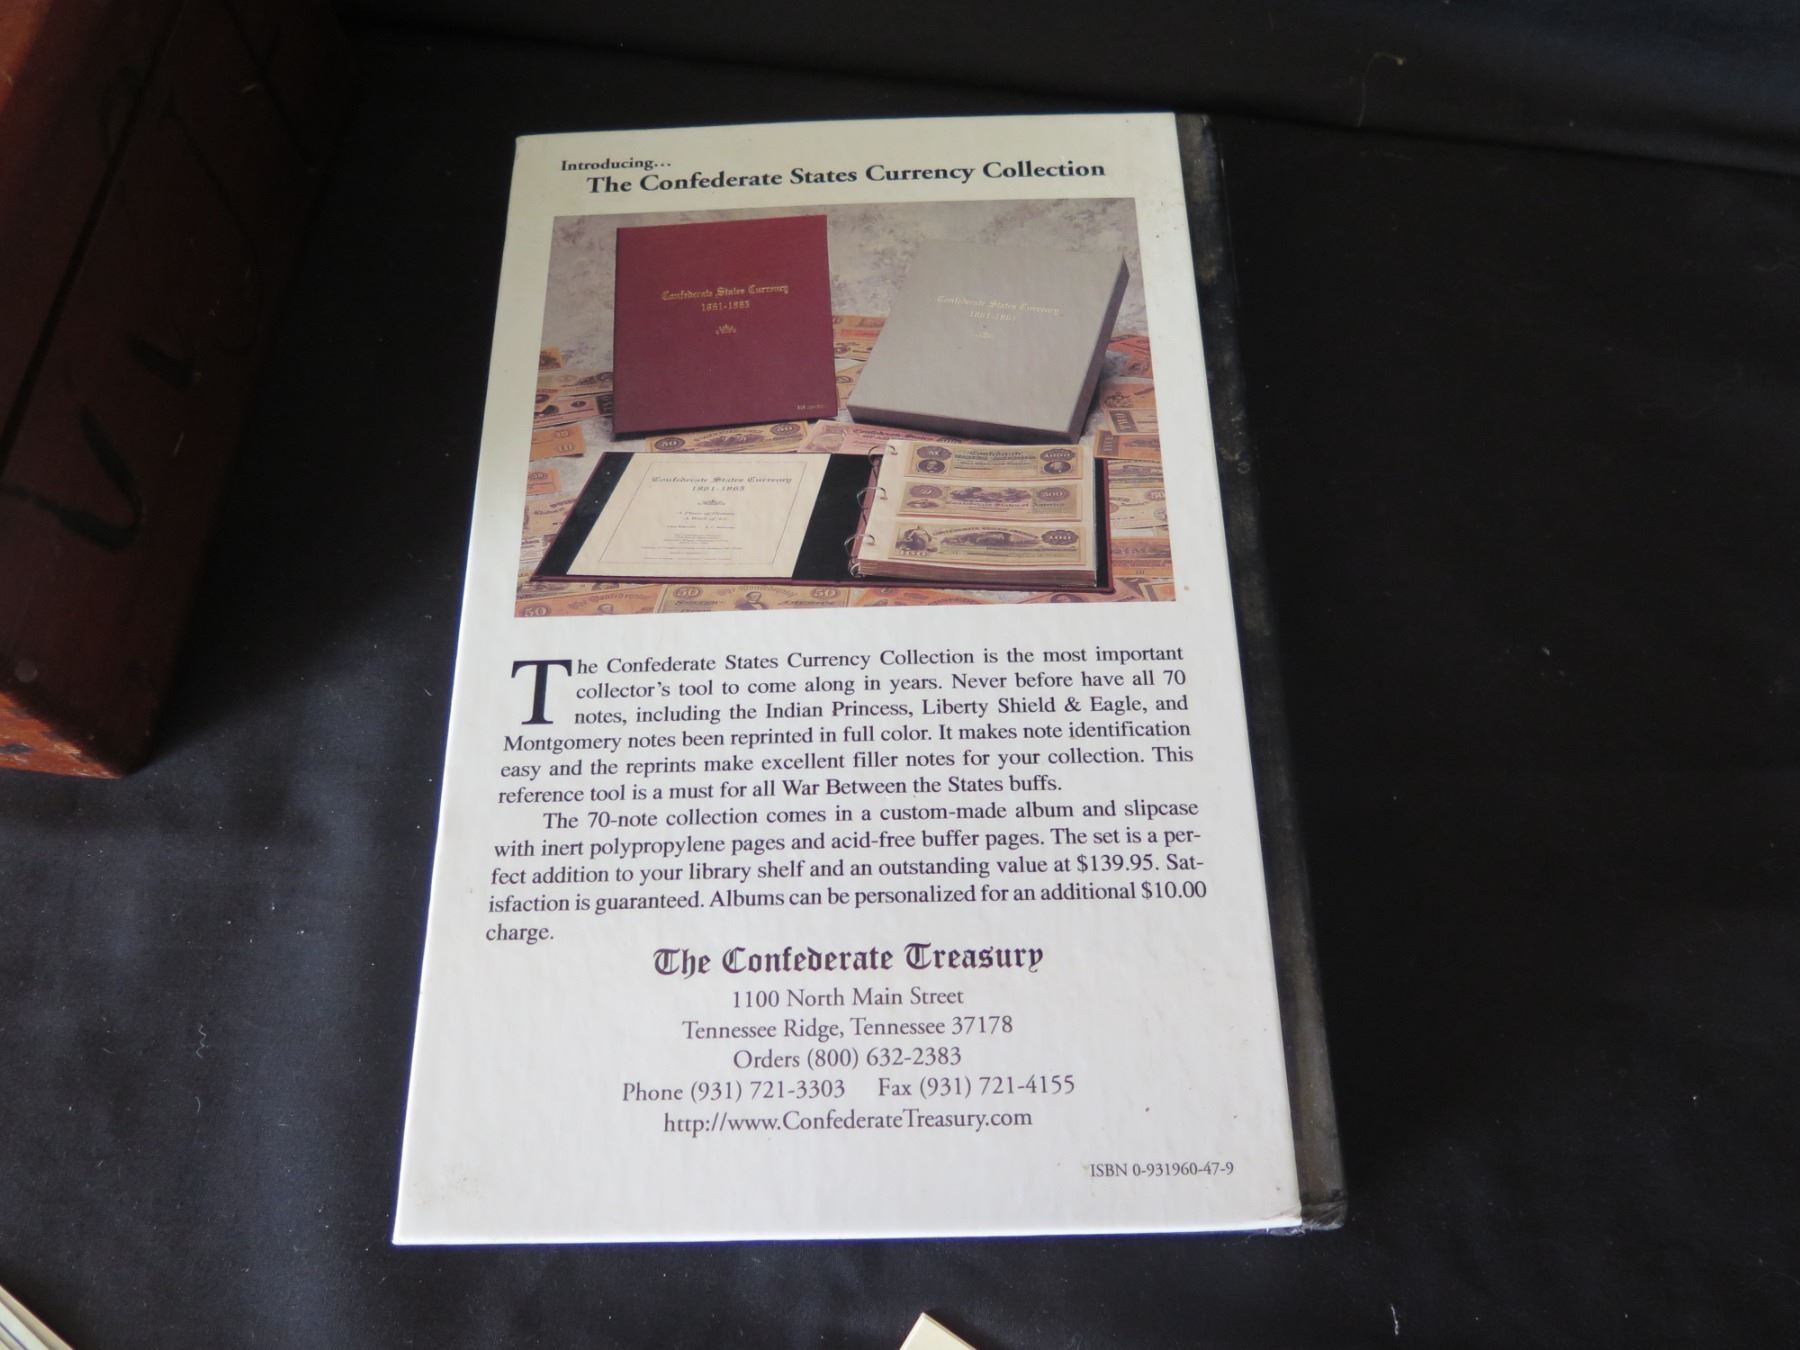 Introducing...
The Confederate States Currency Collection
Confederate States Currency
1861-1865
Confederate States Currency
1861-1865
Confederate States Currency
1861-1865
The Confederate States Currency Collection is the most important
collector's tool to come along in years. Never before have all 70
notes, including the Indian Princess, Liberty Shield & Eagle, and
Montgomery notes been reprinted in full color. It makes note identification
easy and the reprints make excellent filler notes for your collection. This
reference tool is a must for all War Between the States buffs.
The 70-note collection comes in a custom-made album and slipcase
with inert polypropylene pages and acid-free buffer pages. The set is a per-
fect addition to your library shelf and an outstanding value at $139.95. Sat-
isfaction is guaranteed. Albums can be personalized for an additional $10.00
charge.
The Confederate Treasury
1100 North Main Street
Tennessee Ridge, Tennessee 37178
Orders (800) 632-2383
Phone (931) 721-3303 Fax (931) 721-4155
http://www.ConfederateTreasury.com
ISBN 0-931960-47-9